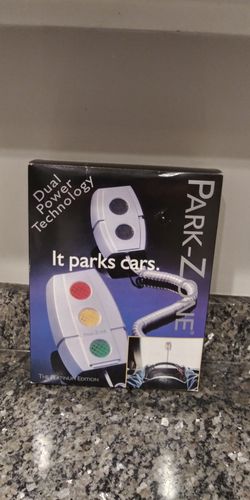 Dual
Power
Technology
PARK-ZONE®
It parks cars.
THE PLATINUM EDITION